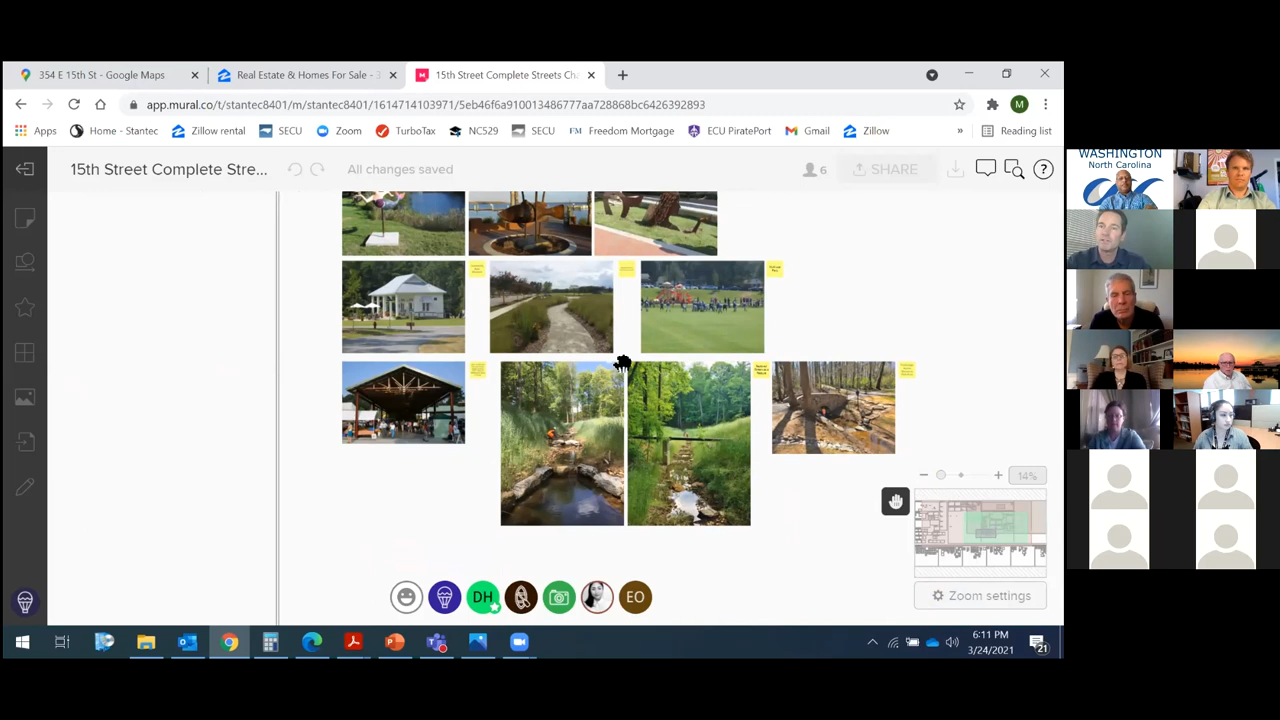 354 E 15th St - Google Maps
Real Estate & Homes For Sale - 3
15th Street Complete Streets Cha
app.mural.co/t/stantec8401/m/stantec8401/1614714103971/5eb46f6a910013486777aa728868bc6426392893
M
Apps
Home - Stantec
Zillow rental
SECU
Zoom
TurboTax
NC529
SECU
FM Freedom Mortgage
ECU PiratePort
Gmail
Zillow
»
Reading list
15th Street Complete Stre...
All changes saved
6
SHARE
?
WASHINGTON
North Carolina
14%
Zoom settings
DH
EO
6:11 PM
3/24/2021
21